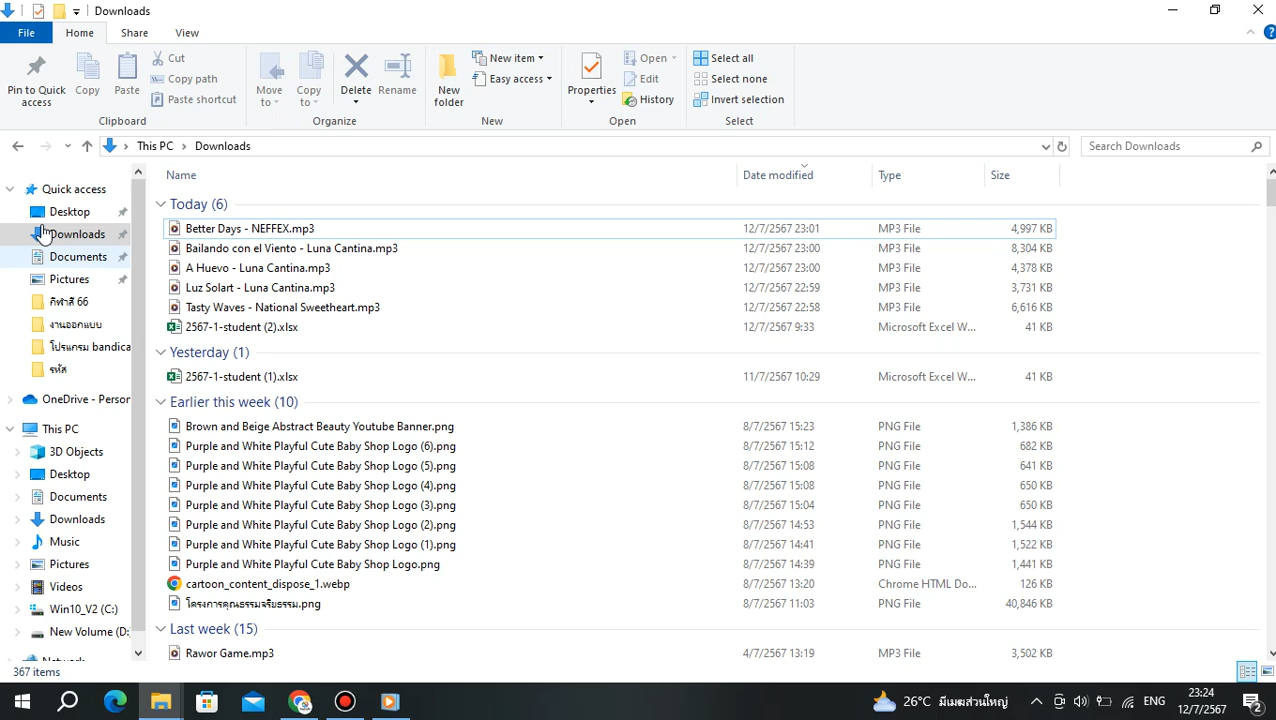 Downloads
File Home Share View
Pin to Quick access
Copy
Paste
Cut
Copy path
Paste shortcut
Clipboard
Move to
Copy to
Delete
Rename
Organize
New folder
New item
Easy access
New
Properties
Open
Edit
History
Open
Select all
Select none
Invert selection
Select
This PC > Downloads
Search Downloads
Quick access
Desktop
Downloads
Documents
Pictures
กีฬาสี 66
งานออกแบบ
โปรแกรม bandica
รหัส
OneDrive - Person
This PC
3D Objects
Desktop
Documents
Downloads
Music
Pictures
Videos
Win10_V2 (C:)
New Volume (D:)
Network
Name Date modified Type Size
Today (6)
Better Days - NEFFEX.mp3 12/7/2567 23:01 MP3 File 4,997 KB
Bailando con el Viento - Luna Cantina.mp3 12/7/2567 23:00 MP3 File 8,304 KB
A Huevo - Luna Cantina.mp3 12/7/2567 23:00 MP3 File 4,378 KB
Luz Solart - Luna Cantina.mp3 12/7/2567 22:59 MP3 File 3,731 KB
Tasty Waves - National Sweetheart.mp3 12/7/2567 22:58 MP3 File 6,616 KB
2567-1-student (2).xlsx 12/7/2567 9:33 Microsoft Excel W... 41 KB
Yesterday (1)
2567-1-student (1).xlsx 11/7/2567 10:29 Microsoft Excel W... 41 KB
Earlier this week (10)
Brown and Beige Abstract Beauty Youtube Banner.png 8/7/2567 15:23 PNG File 1,386 KB
Purple and White Playful Cute Baby Shop Logo (6).png 8/7/2567 15:12 PNG File 682 KB
Purple and White Playful Cute Baby Shop Logo (5).png 8/7/2567 15:08 PNG File 641 KB
Purple and White Playful Cute Baby Shop Logo (4).png 8/7/2567 15:08 PNG File 650 KB
Purple and White Playful Cute Baby Shop Logo (3).png 8/7/2567 15:04 PNG File 650 KB
Purple and White Playful Cute Baby Shop Logo (2).png 8/7/2567 14:53 PNG File 1,544 KB
Purple and White Playful Cute Baby Shop Logo (1).png 8/7/2567 14:41 PNG File 1,522 KB
Purple and White Playful Cute Baby Shop Logo.png 8/7/2567 14:39 PNG File 1,441 KB
cartoon_content_dispose_1.webp 8/7/2567 13:20 Chrome HTML Do... 126 KB
โครงการคุณธรรมจริยธรรม.png 8/7/2567 11:03 PNG File 40,846 KB
Last week (15)
Rawor Game.mp3 4/7/2567 13:19 MP3 File 3,502 KB
367 items
26°C มีเมฆส่วนใหญ่ ENG 23:24
12/7/2567
2